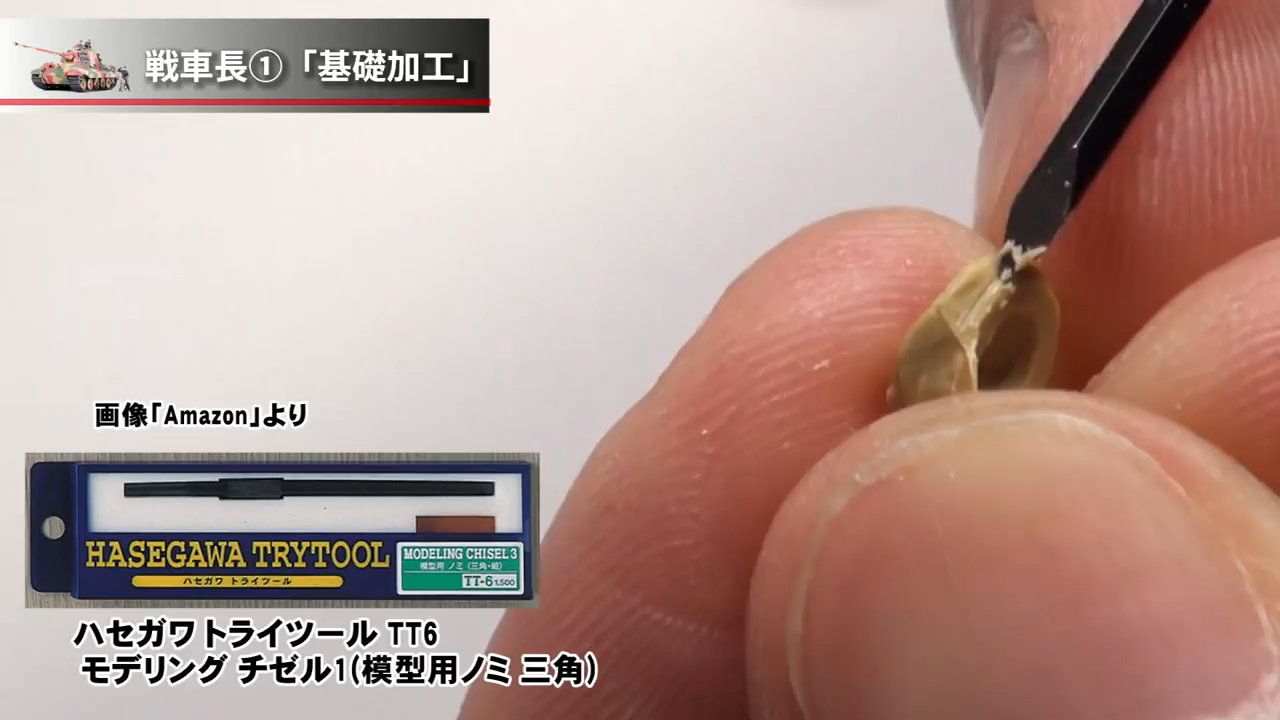 戦車長①「基礎加工」
画像「Amazon」より
HASEGAWA TRYTOOL
ハセガワ トライツール
MODELING CHISEL 3
模型用 ノミ (三角・細)
TT-6 1,500
ハセガワトライツール TT6
モデリング チゼル1(模型用ノミ 三角)